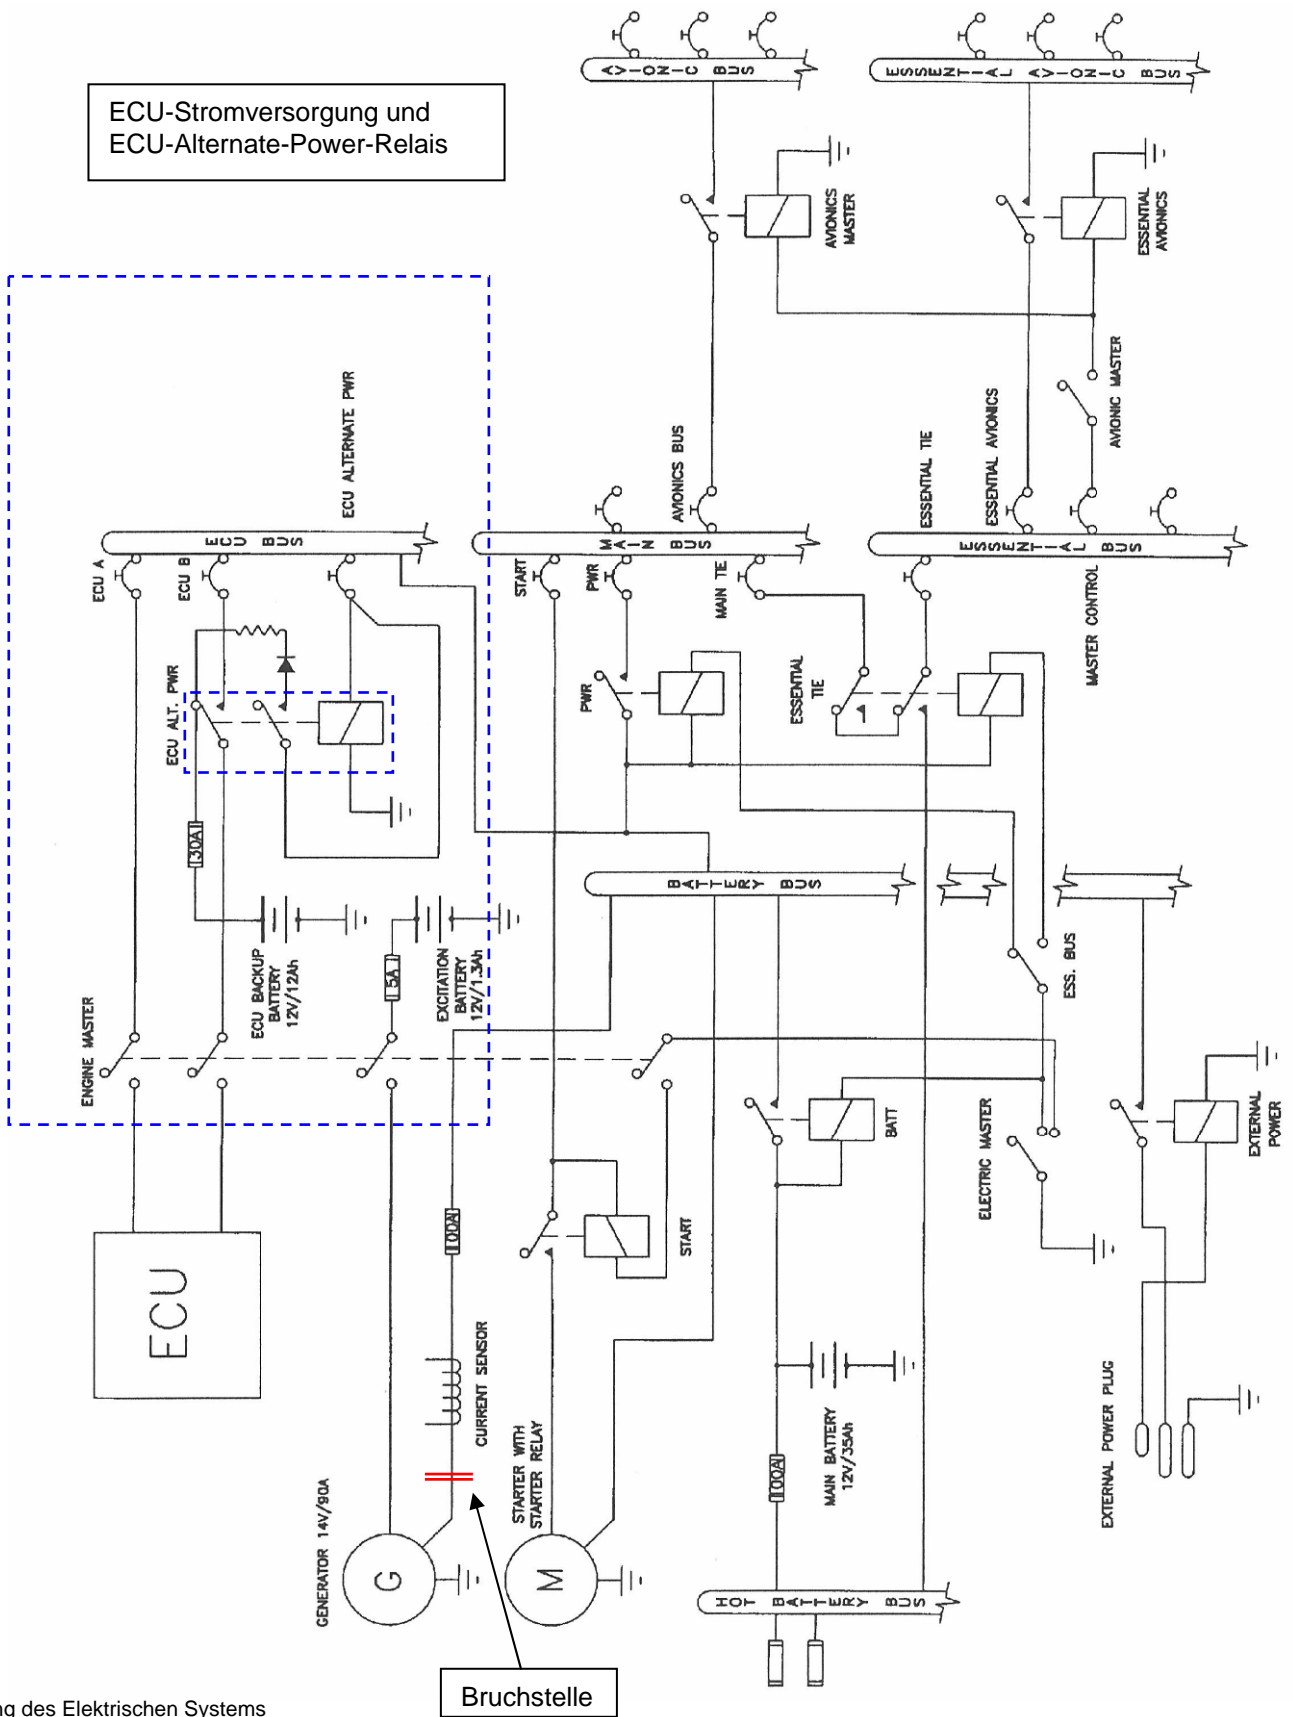 ECU-Stromversorgung und
ECU-Alternate-Power-Relais
AVIONIC BUS
ESSENTIAL AVIONIC BUS
AVIONICS
MASTER
ESSENTIAL
AVIONICS
AVIONIC MASTER
ECU ALTERNATE PWR
AVIONICS BUS
ESSENTIAL TIE
ESSENTIAL AVIONICS
ECU BUS
MAIN BUS
ESSENTIAL BUS
ECU A
ECU B
START
PWR
MAIN TIE
MASTER CONTROL
ECU ALT. PWR
PWR
ESSENTIAL
TIE
30A
BATTERY BUS
ECU BACKUP
BATTERY
12V/12Ah
5A
EXCITATION
BATTERY
12V/1.3Ah
ESS. BUS
ENGINE MASTER
BATT
ELECTRIC MASTER
EXTERNAL
POWER
ECU
100A
START
CURRENT SENSOR
STARTER WITH
STARTER RELAY
100A
MAIN BATTERY
12V/35Ah
EXTERNAL POWER PLUG
GENERATOR 14V/90A
G
M
HOT BATTERY BUS
Bruchstelle
ng des Elektrischen Systems